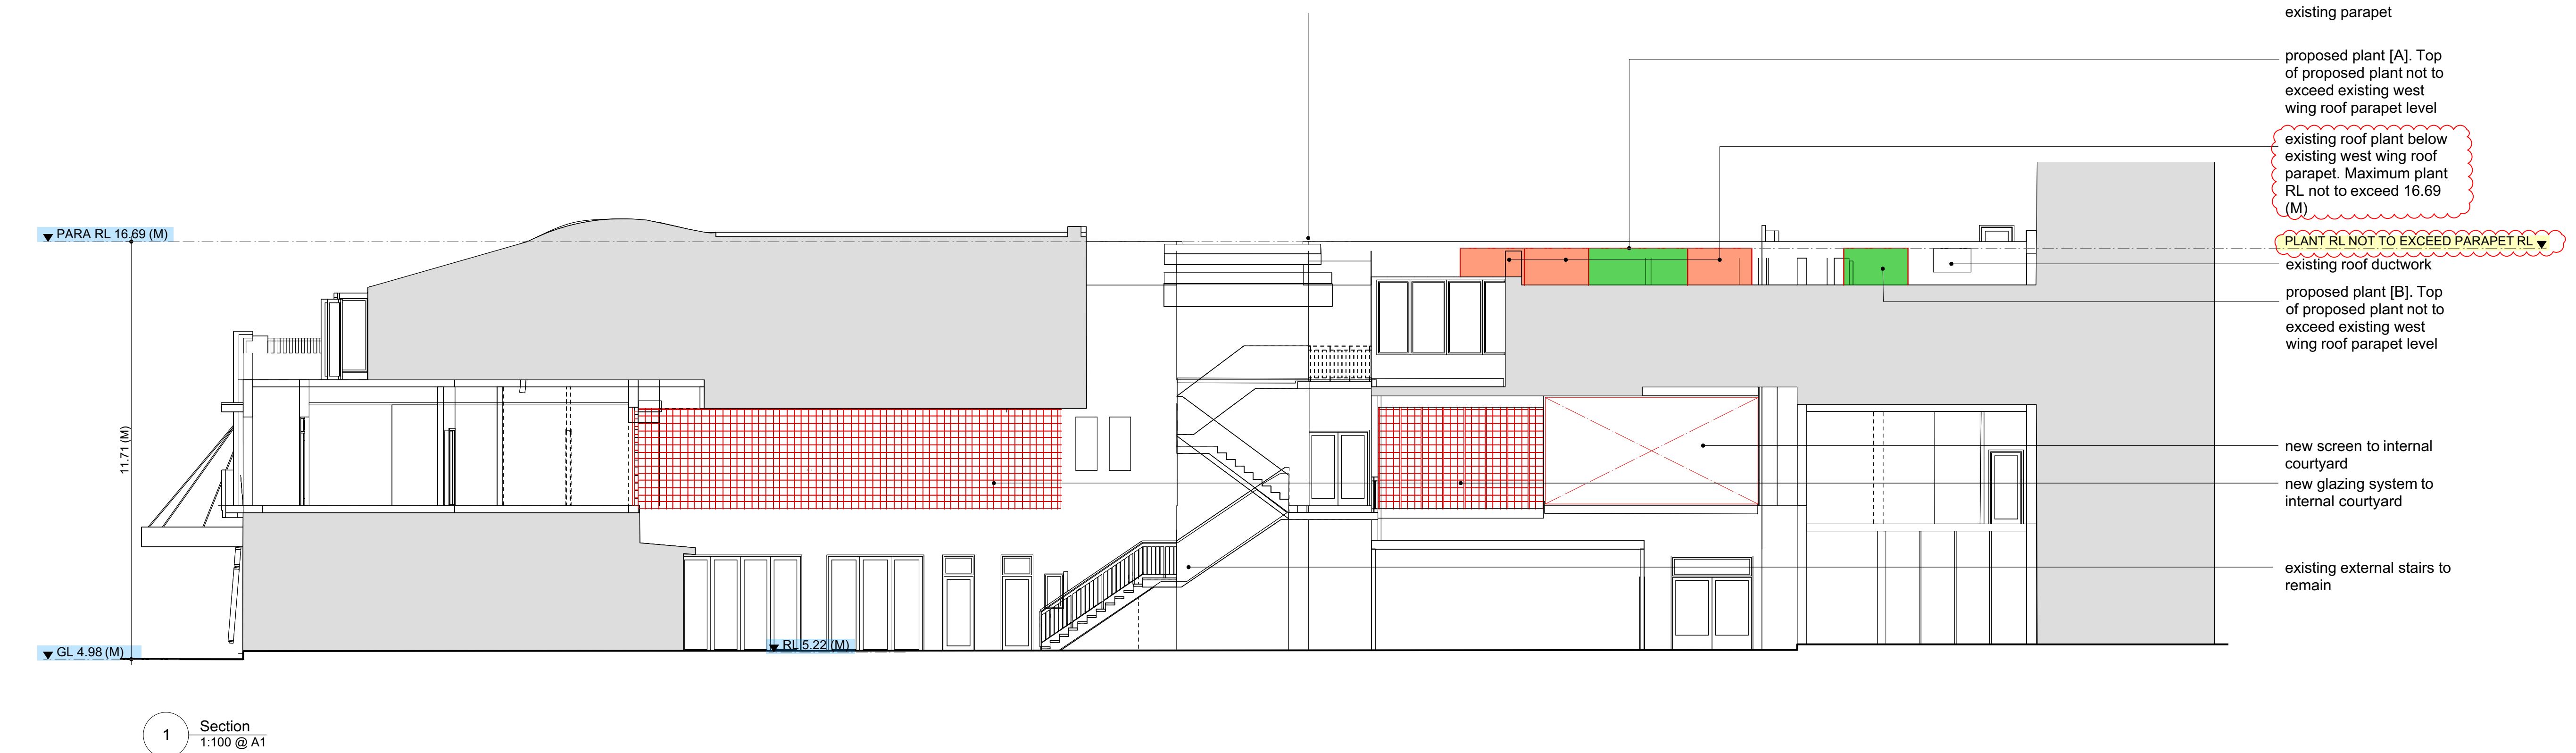 existing parapet
proposed plant [A]. Top
of proposed plant not to
exceed existing west
wing roof parapet level
existing roof plant below
existing west wing roof
parapet. Maximum plant
RL not to exceed 16.69
(M)
PARA RL 16.69 (M)
PLANT RL NOT TO EXCEED PARAPET RL
existing roof ductwork
proposed plant [B]. Top
of proposed plant not to
exceed existing west
wing roof parapet level
11.71 (M)
new screen to internal
courtyard
new glazing system to
internal courtyard
existing external stairs to
remain
RL 5.22 (M)
GL 4.98 (M)
1
Section
1:100 @ A1